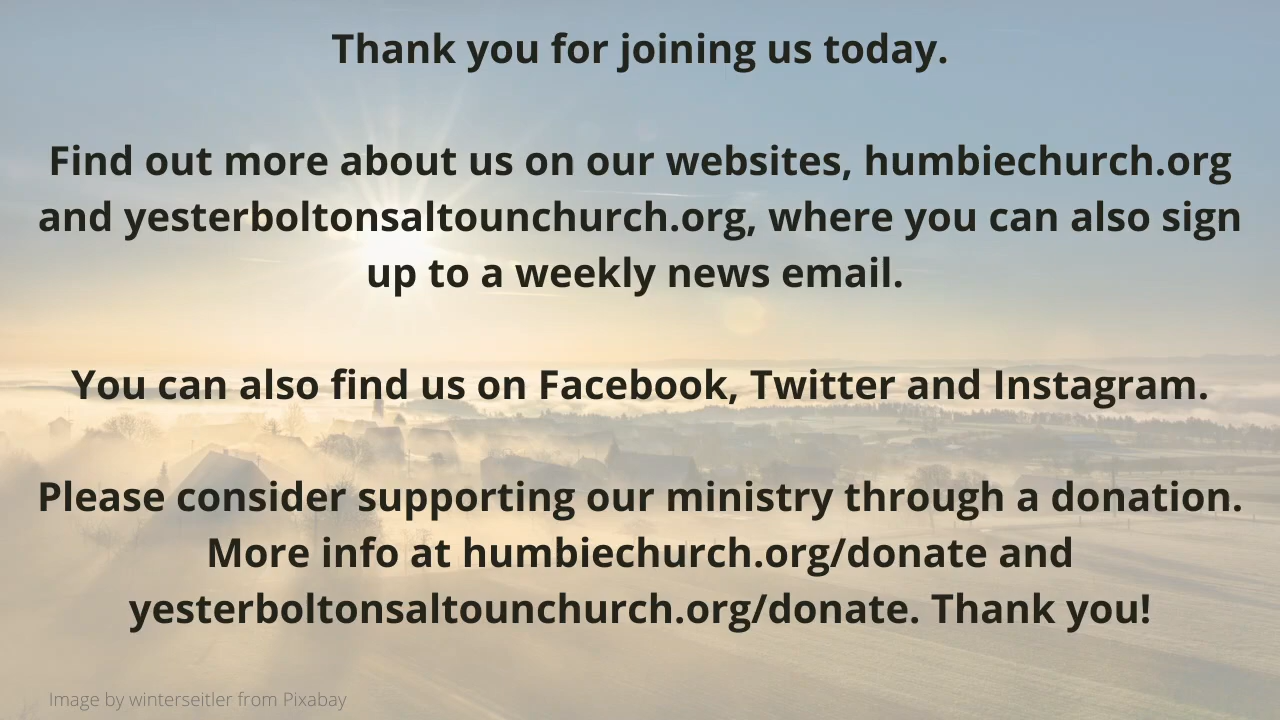 Thank you for joining us today.
Find out more about us on our websites, humbiechurch.org
and yesterboltonsaltounchurch.org, where you can also sign
up to a weekly news email.
You can also find us on Facebook, Twitter and Instagram.
Please consider supporting our ministry through a donation.
More info at humbiechurch.org/donate and
yesterboltonsaltounchurch.org/donate. Thank you!
Image by winterseitler from Pixabay